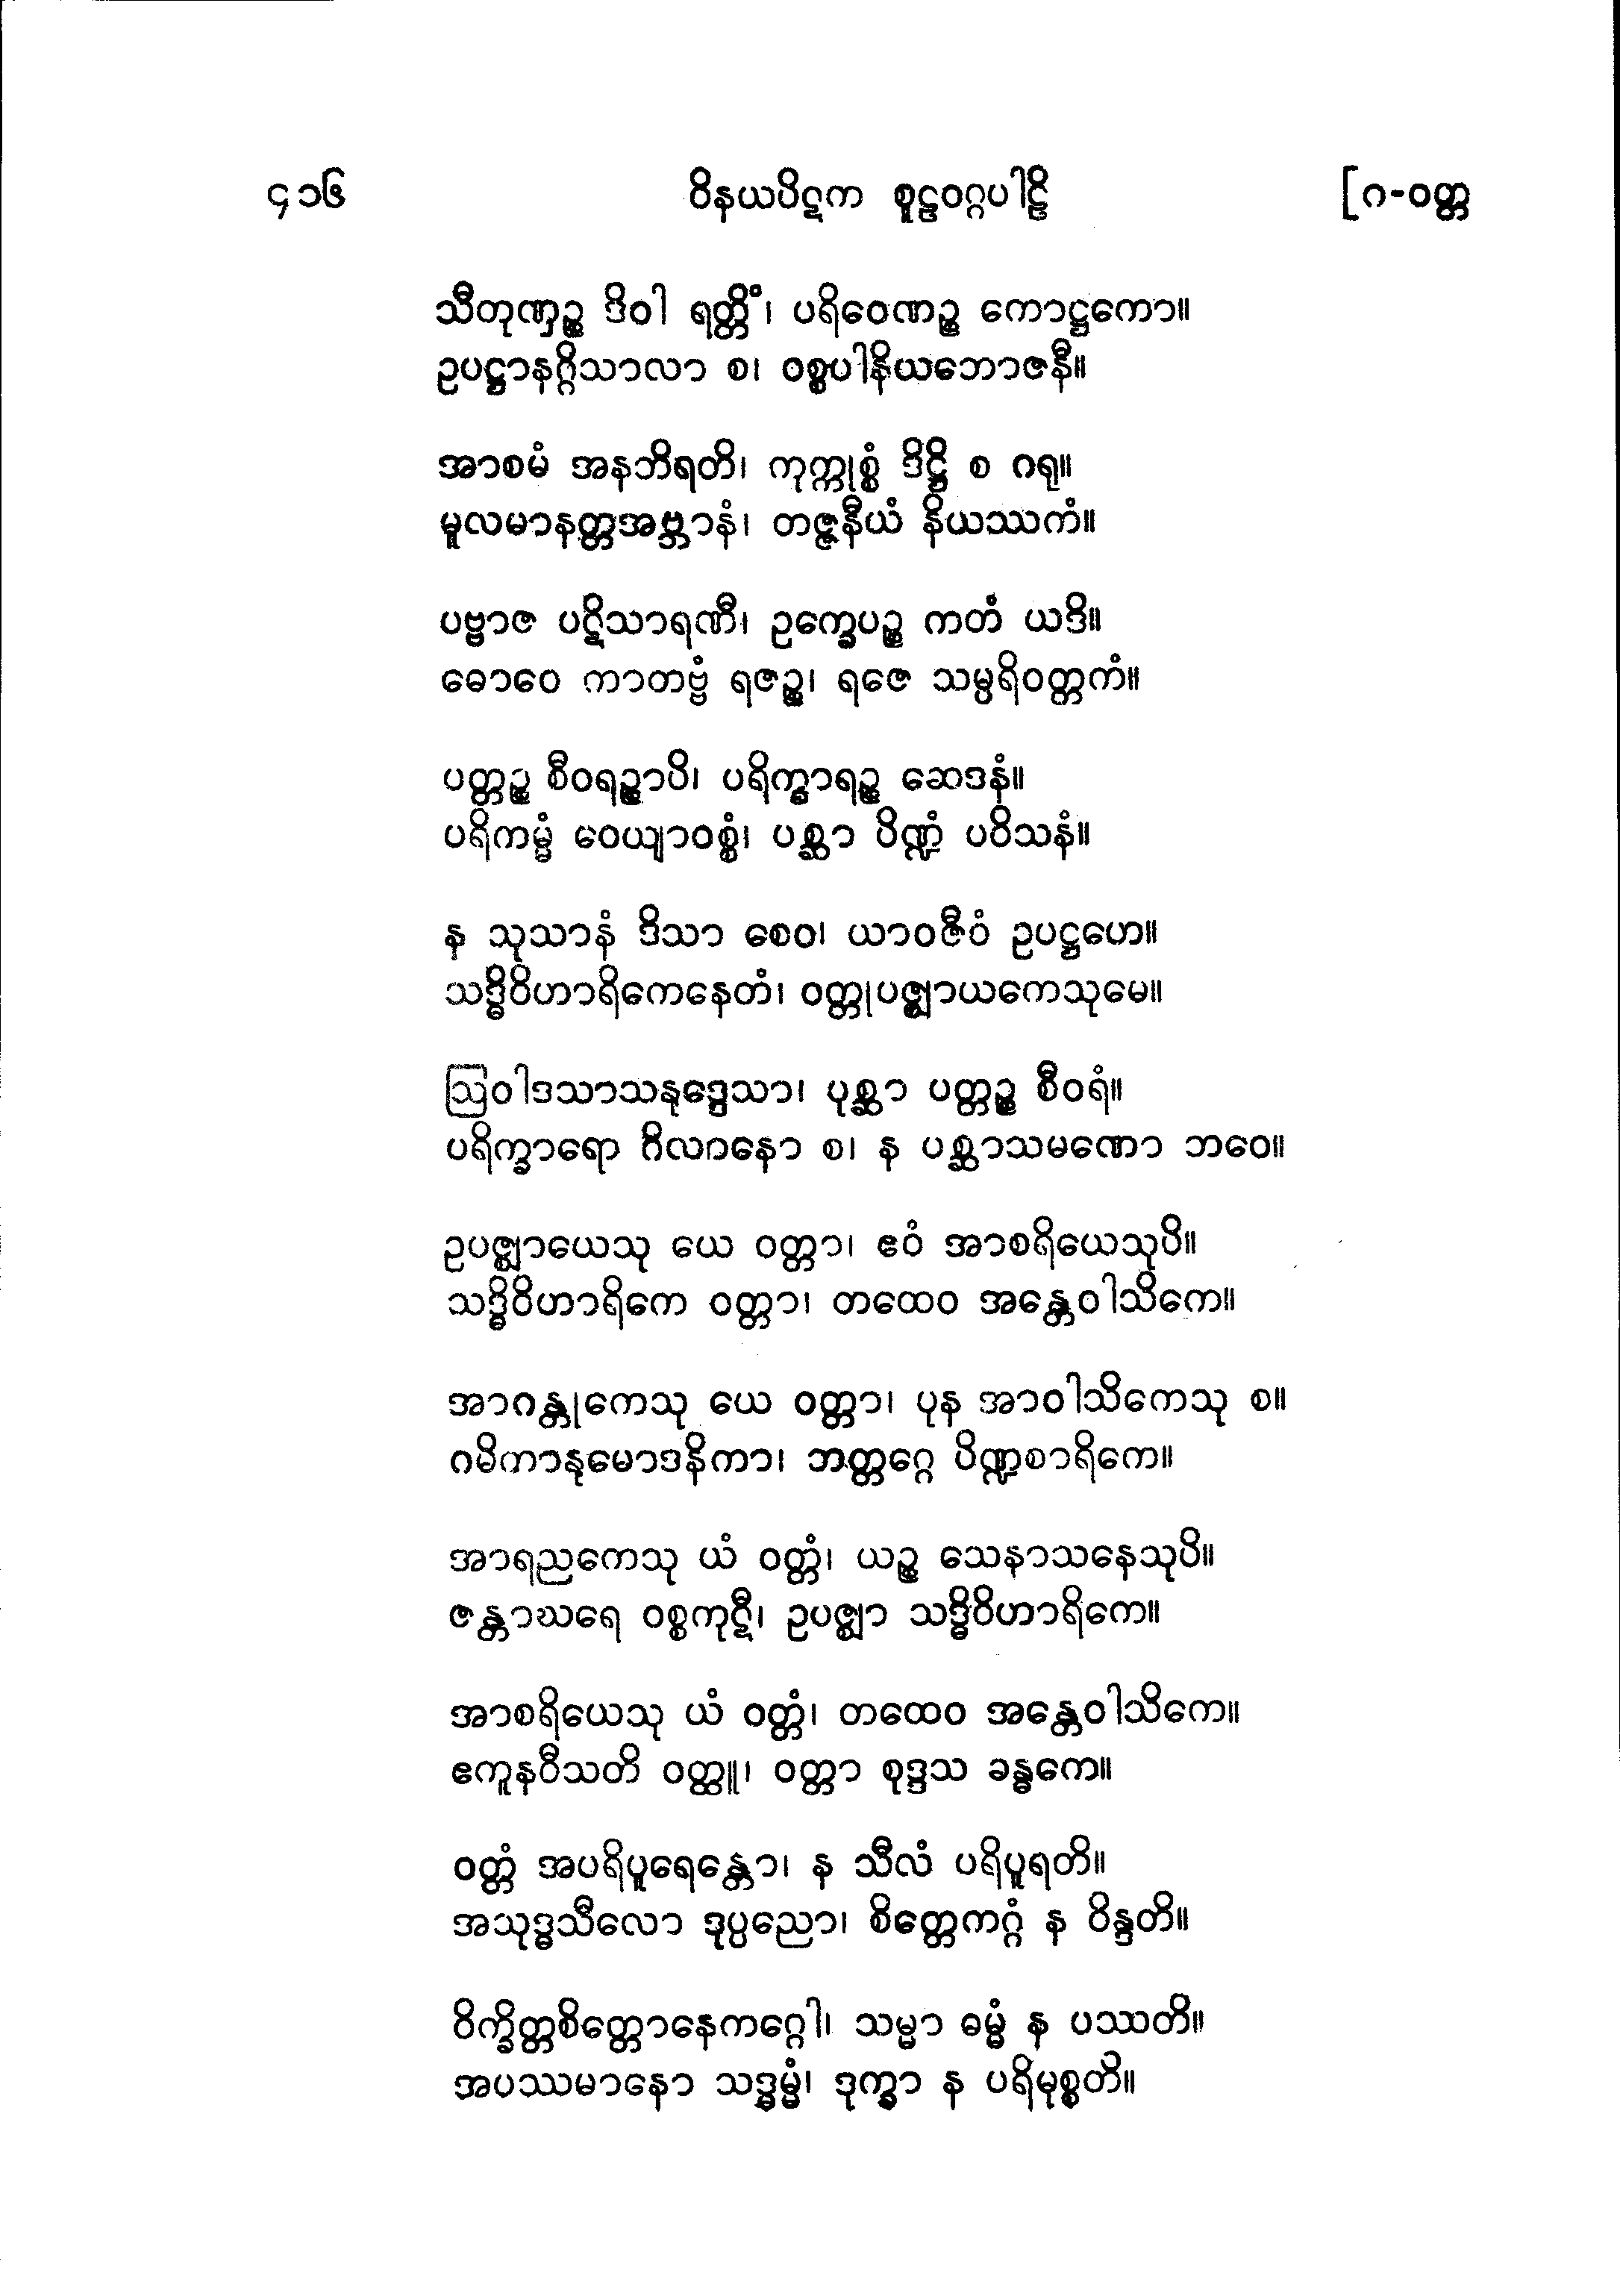 ၄၁၆ ဝိနယပိဋက စူဠဝဂ္ဂပါဠိ [ဂ-ဝတ္တ
သီတုဏှဉ္စ ဒိဝါ ရတ္တိံ၊ ပရိဝေဏဉ္စ ကောဋ္ဌကော။
ဥပဋ္ဌာနဂ္ဂိသာလာ စ၊ ဝစ္စပါနိယဘောဇနီ။
အာစမံ အနဘိရတိ၊ ကုက္ကုစ္စံ ဒိဋ္ဌိ စ ဂရု။
မူလမာနတ္တအဗ္ဘာနံ၊ တဇ္ဇနီယံ နိယဿကံ။
ပဗ္ဗာဇ ပဋိသာရဏီ၊ ဥက္ခေပဉ္စ ကတံ ယဒိ။
ဓောဝေ ကာတဗ္ဗံ ရဇဉ္စ၊ ရဇေ သမ္ပရိဝတ္တကံ။
ပတ္တဉ္စ စီဝရဉ္စာပိ၊ ပရိက္ခာရဉ္စ ဆေဒနံ။
ပရိကမ္မံ ဝေယျာဝစ္စံ၊ ပစ္ဆာ ပိဏ္ဍံ ပဝိသနံ။
န သုသာနံ ဒိသာ စေဝ၊ ယာဝဇီဝံ ဥပဋ္ဌဟေ။
သဒ္ဓိဝိဟာရိကေနေတံ၊ ဝတ္တုပဇ္ဈာယကေသုမေ။
ဩဝါဒသာသနုဒ္ဒေသာ၊ ပုစ္ဆာ ပတ္တဉ္စ စီဝရံ။
ပရိက္ခာရော ဂိလာနော စ၊ န ပစ္ဆာသမဏော ဘဝေ။
ဥပဇ္ဈာယေသု ယေ ဝတ္တာ၊ ဧဝံ အာစရိယေသုပိ။
သဒ္ဓိဝိဟာရိကေ ဝတ္တာ၊ တထေဝ အန္တေဝါသိကေ။
အာဂန္တုကေသု ယေ ဝတ္တာ၊ ပုန အာဝါသိကေသု စ။
ဂမိကာနုမောဒနိကာ၊ ဘတ္တဂ္ဂေ ပိဏ္ဍစာရိကေ။
အာရညကေသု ယံ ဝတ္တံ၊ ယဉ္စ သေနာသနေသုပိ။
ဇန္တာဃရေ ဝစ္စကုဋီ၊ ဥပဇ္ဈာ သဒ္ဓိဝိဟာရိကေ။
အာစရိယေသု ယံ ဝတ္တံ၊ တထေဝ အန္တေဝါသိကေ။
ဧကူနဝီသတိ ဝတ္ထူ၊ ဝတ္တာ စုဒ္ဒသ ခန္ဓကေ။
ဝတ္တံ အပရိပူရေန္တော၊ န သီလံ ပရိပူရတိ။
အသုဒ္ဓသီလော ဒုပ္ပညော၊ စိတ္တေကဂ္ဂံ န ဝိန္ဒတိ။
ဝိက္ခိတ္တစိတ္တောနေကဂ္ဂေါ၊ သမ္မာ ဓမ္မံ န ပဿတိ။
အပဿမာနော သဒ္ဓမ္မံ၊ ဒုက္ခာ န ပရိမုစ္စတိ။